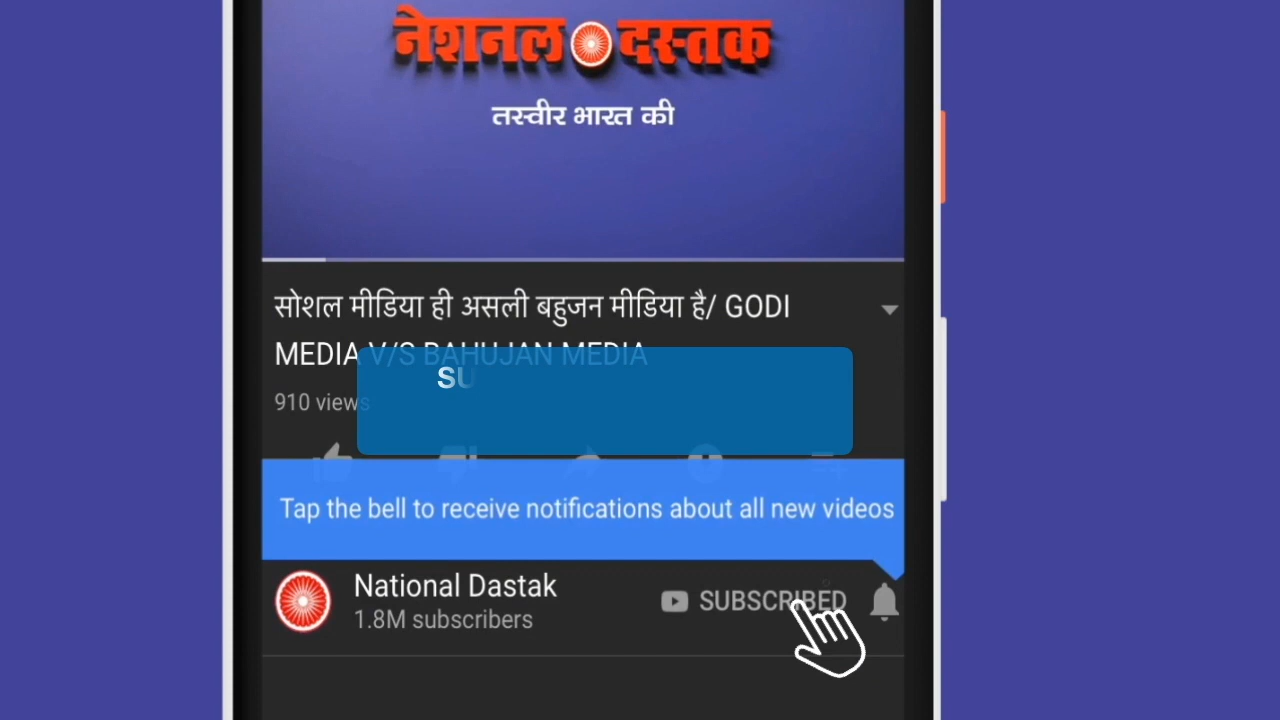 नेशनल दस्तक
तस्वीर भारत की
सोशल मीडिया ही असली बहुजन मीडिया है/ GODI
MEDIA V/S BAHUJAN MEDIA
910 views
SU
Tap the bell to receive notifications about all new videos
National Dastak
1.8M subscribers
SUBSCRIBED